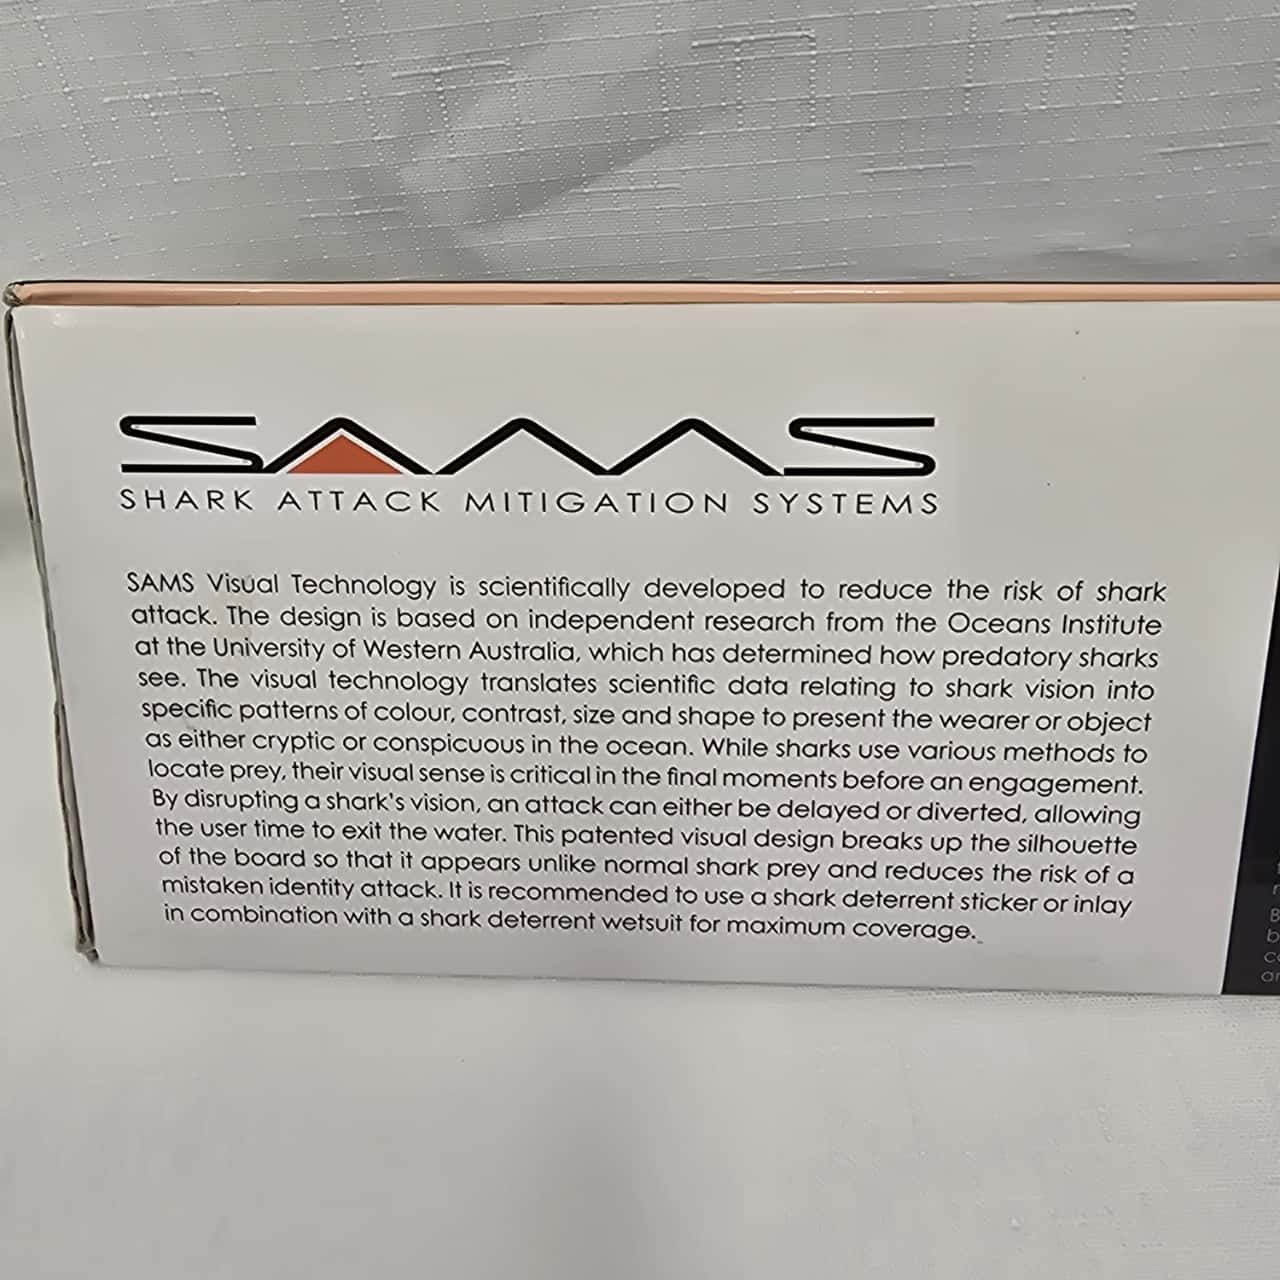 SAMS
SHARK ATTACK MITIGATION SYSTEMS
SAMS Visual Technology is scientifically developed to reduce the risk of shark
attack. The design is based on independent research from the Oceans Institute
at the University of Western Australia, which has determined how predatory sharks
see. The visual technology translates scientific data relating to shark vision into
specific patterns of colour, contrast, size and shape to present the wearer or object
as either cryptic or conspicuous in the ocean. While sharks use various methods to
locate prey, their visual sense is critical in the final moments before an engagement.
By disrupting a shark's vision, an attack can either be delayed or diverted, allowing
the user time to exit the water. This patented visual design breaks up the silhouette
of the board so that it appears unlike normal shark prey and reduces the risk of a
mistaken identity attack. It is recommended to use a shark deterrent sticker or inlay
in combination with a shark deterrent wetsuit for maximum coverage.